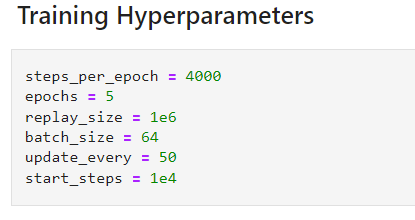 Training Hyperparameters
steps_per_epoch = 4000
epochs = 5
replay_size = 1e6
batch_size = 64
update_every = 50
start_steps = 1e4